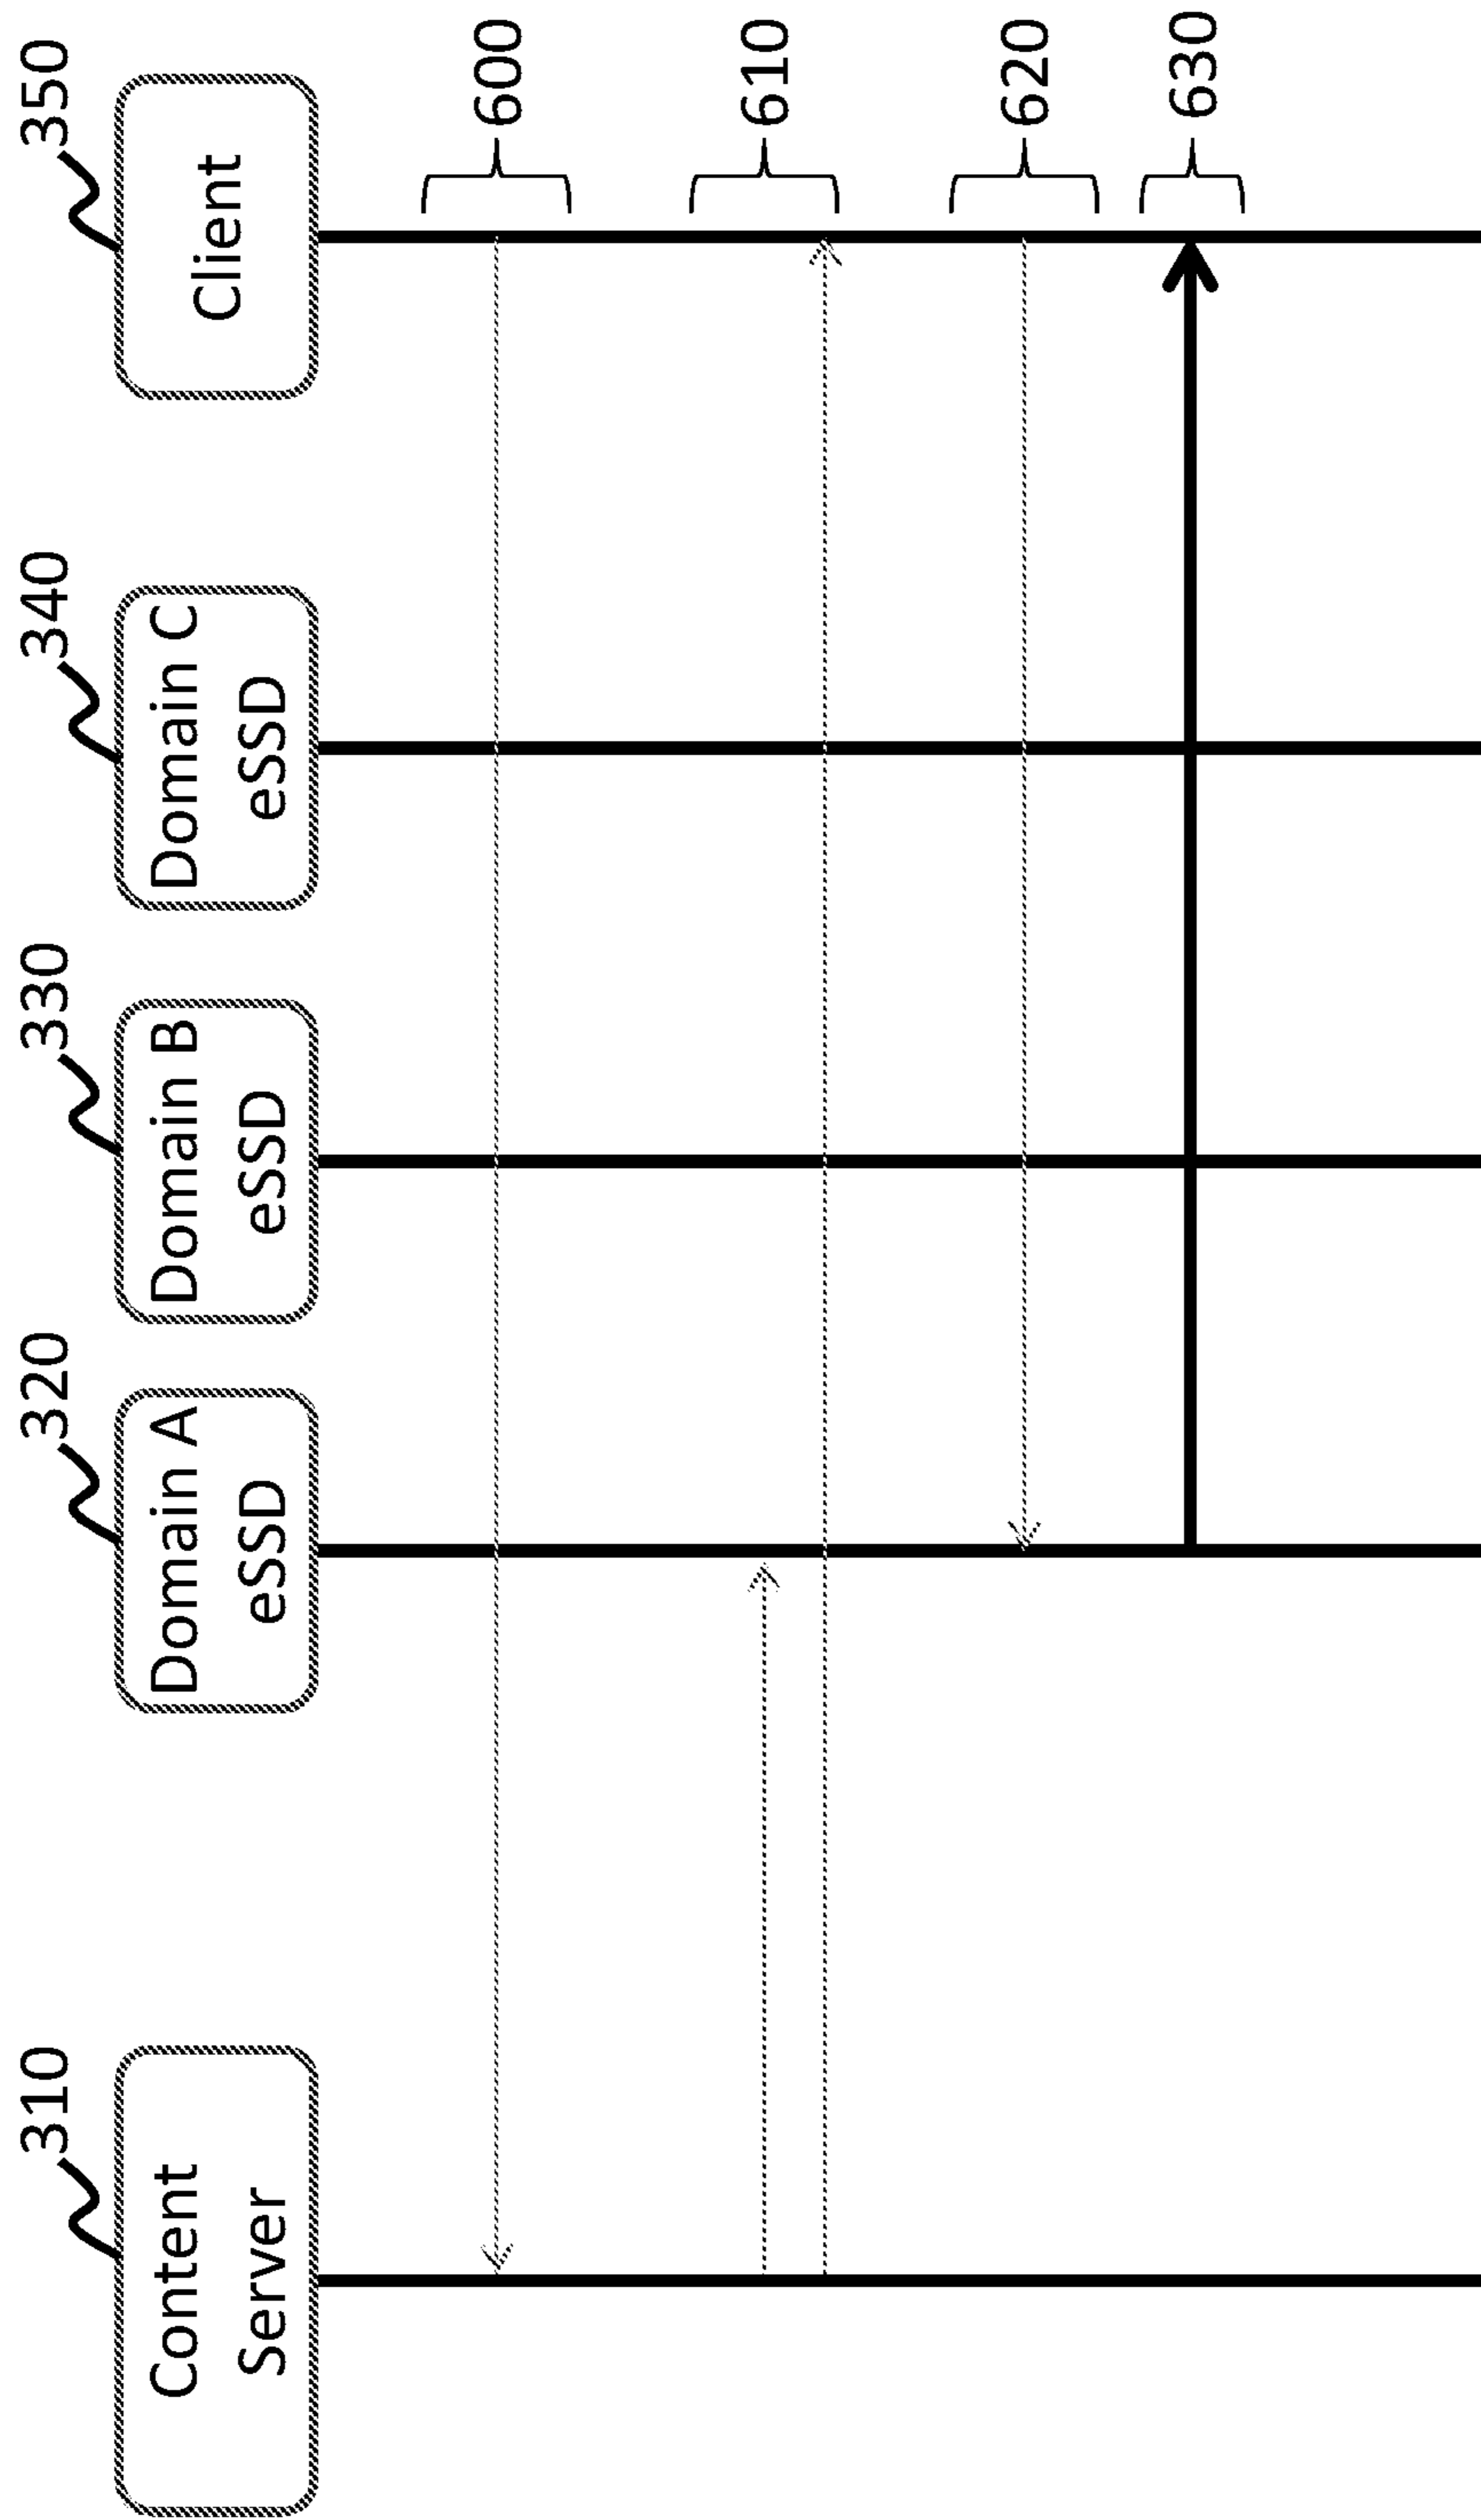 310
320
330
340
350
Content
Server
Domain A
eSSD
Domain B
eSSD
Domain C
eSSD
Client
600
610
620
630